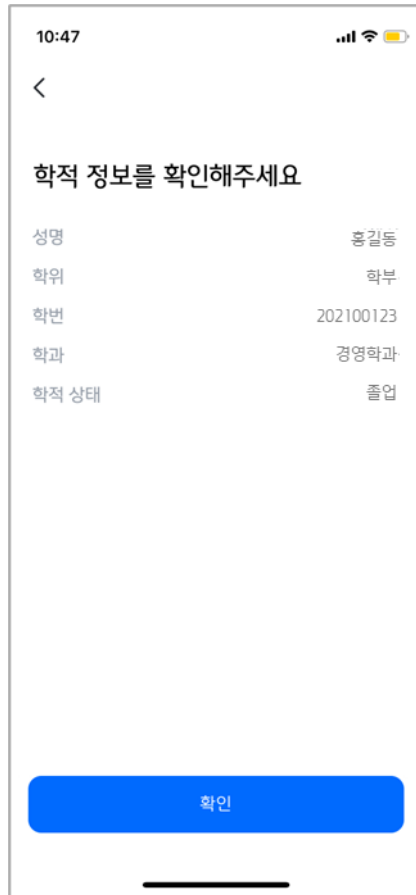 10:47
학적 정보를 확인해주세요
성명 홍길동
학위 학부
학번 202100123
학과 경영학과
학적 상태 졸업
확인